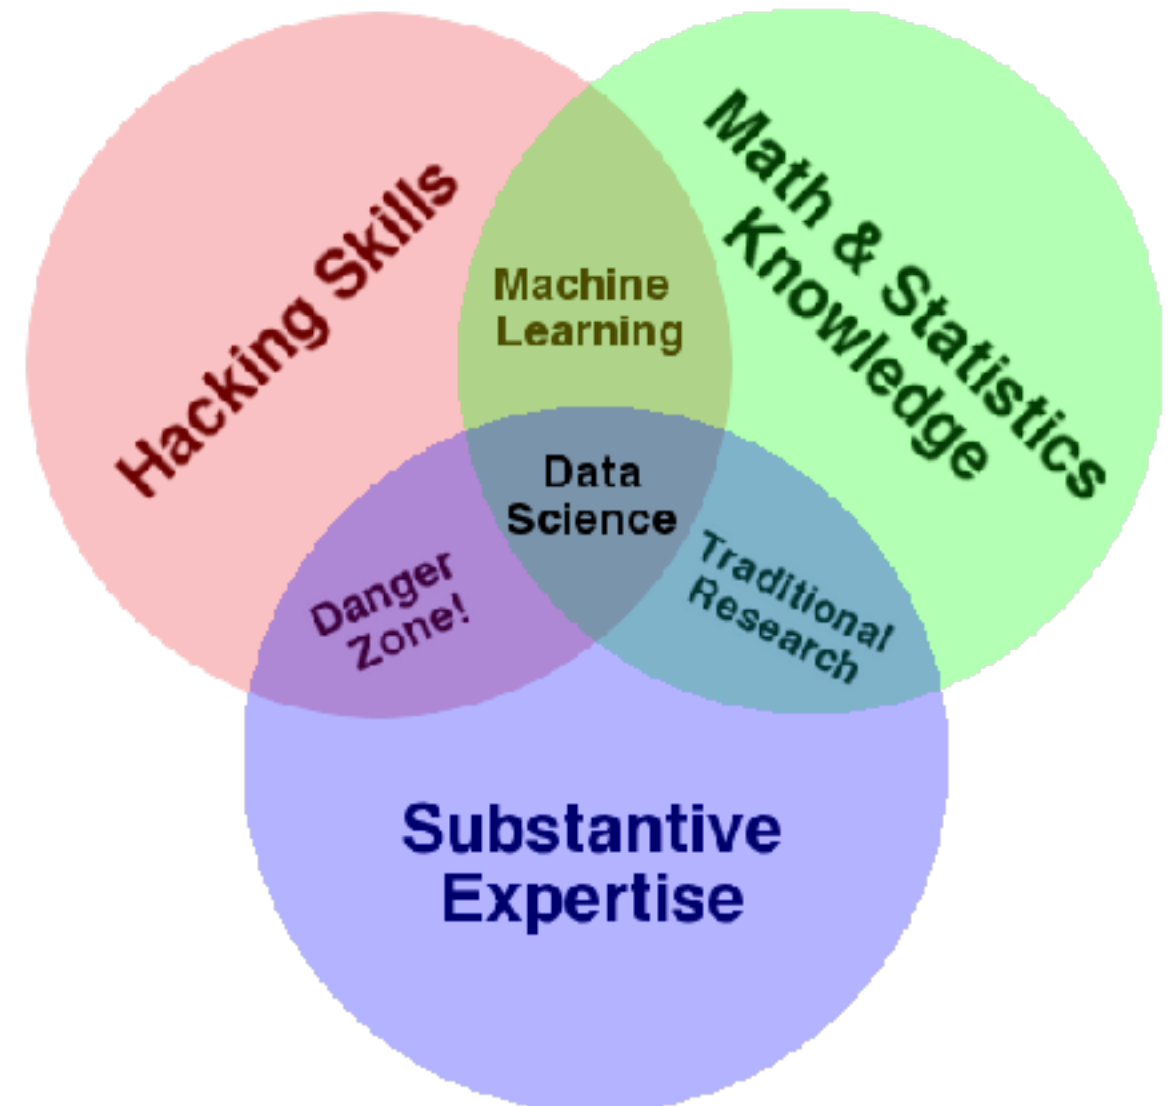 Hacking Skills
Math & Statistics
Knowledge
Machine
Learning
Data
Science
Danger
Zone!
Traditional
Research
Substantive
Expertise